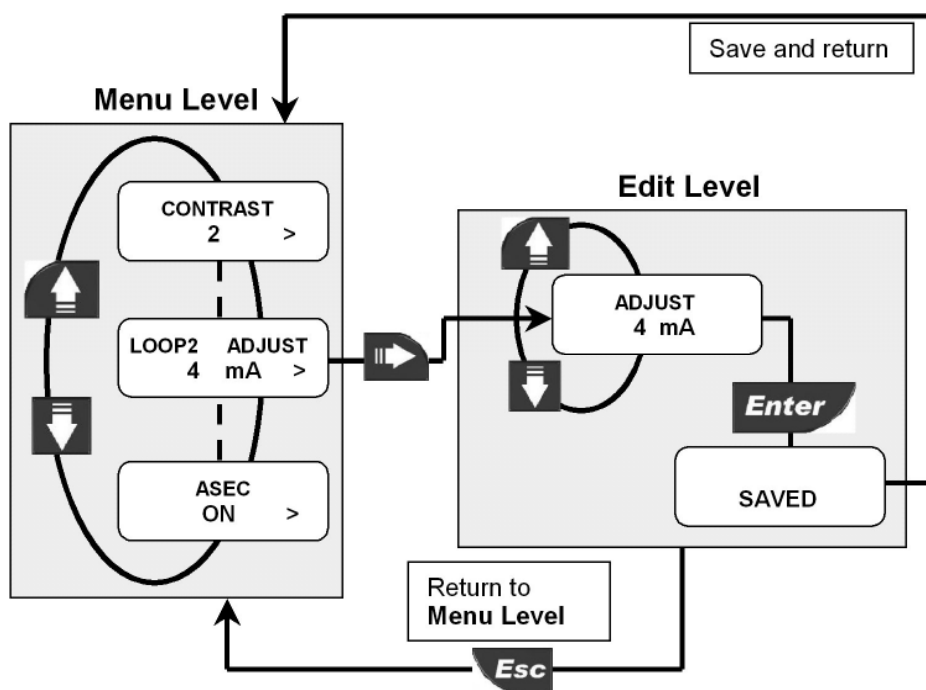 Save and return
Menu Level
CONTRAST
2 >
LOOP2 ADJUST
4 mA >
ASEC
ON >
Edit Level
ADJUST
4 mA
Enter
SAVED
Return to
Menu Level
Esc